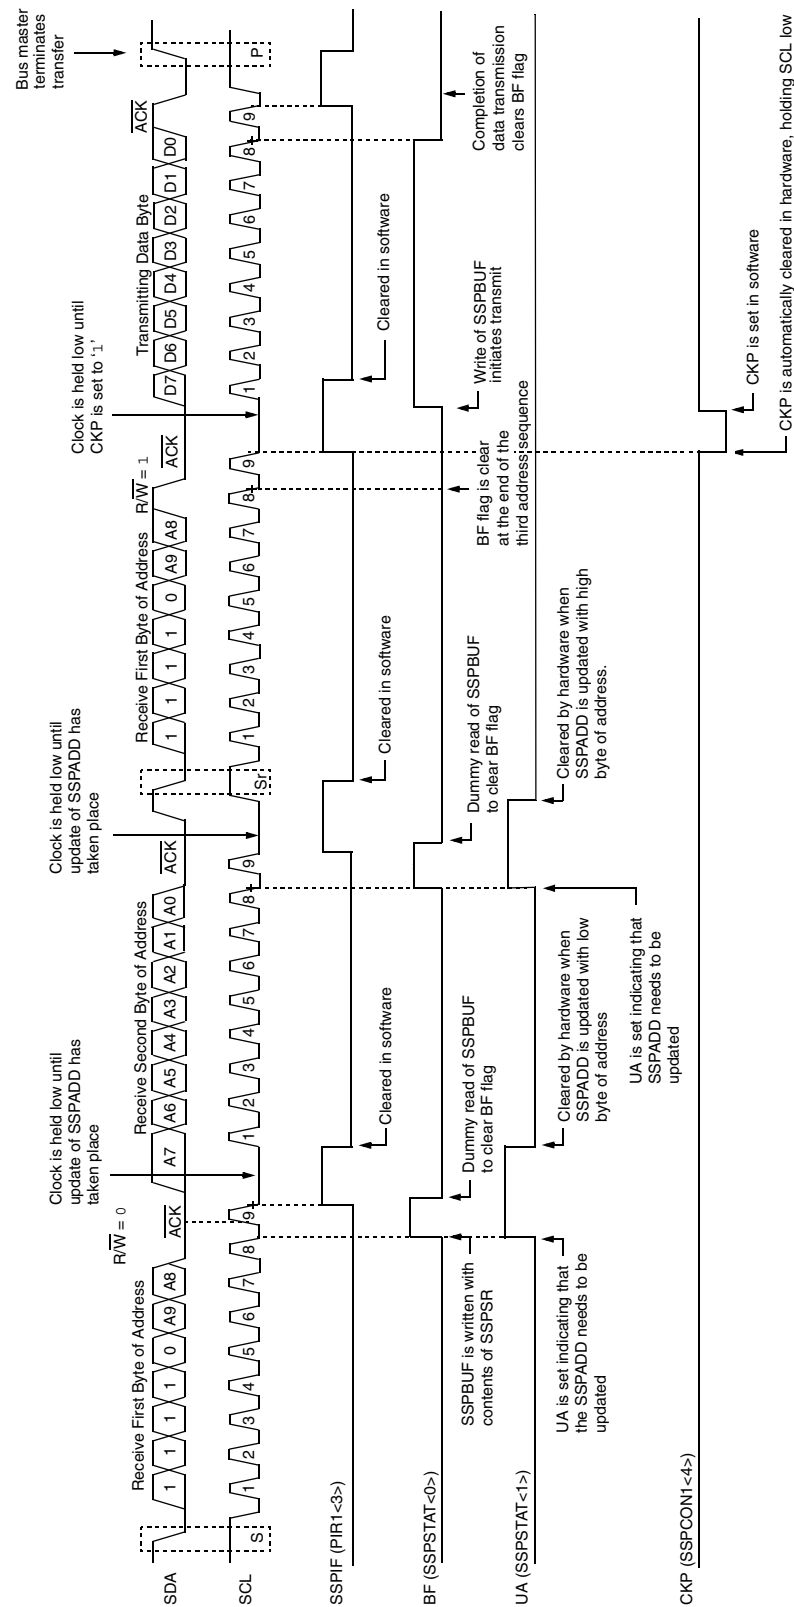 Bus master
terminates
transfer
Clock is held low until
CKP is set to ‘1’
Clock is held low until
update of SSPADD has
taken place
Clock is held low until
update of SSPADD has
taken place
R/W = 0
R/W = 1
Receive First Byte of Address
ACK
Receive Second Byte of Address
ACK
Receive First Byte of Address
ACK
Transmitting Data Byte
ACK
SDA
1 1 1 1 0 A9 A8
A7 A6 A5 A4 A3 A2 A1 A0
1 1 1 1 0 A9 A8
D7 D6 D5 D4 D3 D2 D1 D0
SCL
S 1 2 3 4 5 6 7 8 9
1 2 3 4 5 6 7 8 9
Sr 1 2 3 4 5 6 7 8 9
1 2 3 4 5 6 7 8 9 P
SSPIF (PIR1<3>)
Cleared in software
Cleared in software
Cleared in software
BF (SSPSTAT<0>)
SSPBUF is written with
contents of SSPSR
Dummy read of SSPBUF
to clear BF flag
Dummy read of SSPBUF
to clear BF flag
BF flag is clear
at the end of the
third address sequence
Write of SSPBUF
initiates transmit
Completion of
data transmission
clears BF flag
UA (SSPSTAT<1>)
UA is set indicating that
the SSPADD needs to be
updated
Cleared by hardware when
SSPADD is updated with low
byte of address
UA is set indicating that
SSPADD needs to be
updated
Cleared by hardware when
SSPADD is updated with high
byte of address.
CKP (SSPCON1<4>)
CKP is set in software
CKP is automatically cleared in hardware, holding SCL low